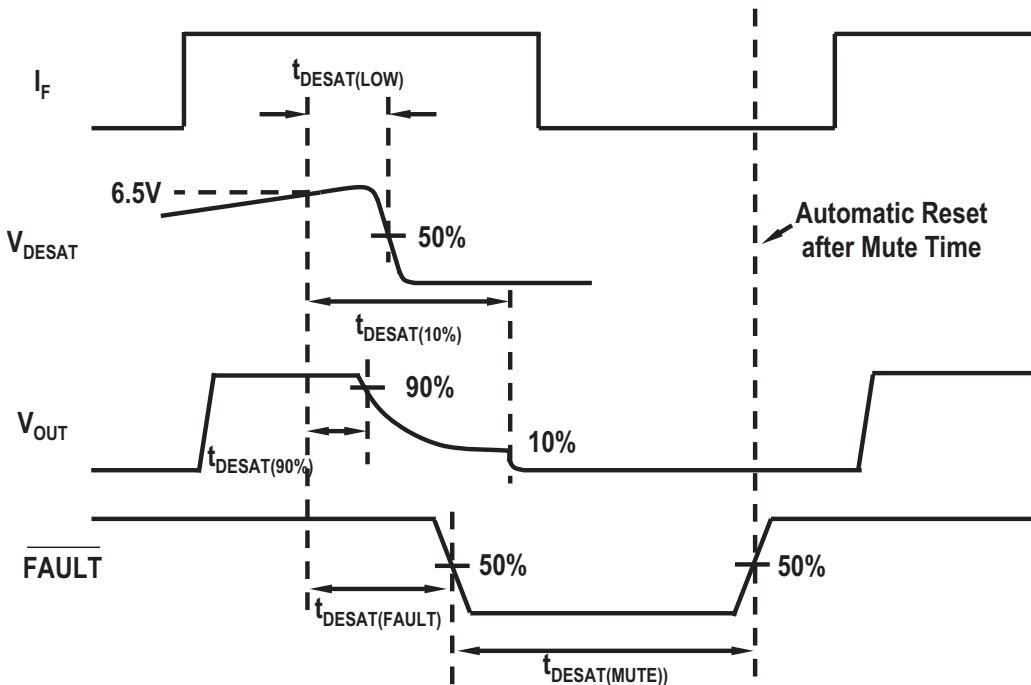 I_F
t_DESAT(LOW)
6.5V
V_DESAT
50%
Automatic Reset
after Mute Time
t_DESAT(10%)
90%
V_OUT
10%
t_DESAT(90%)
FAULT
50%
50%
t_DESAT(FAULT)
t_DESAT(MUTE))